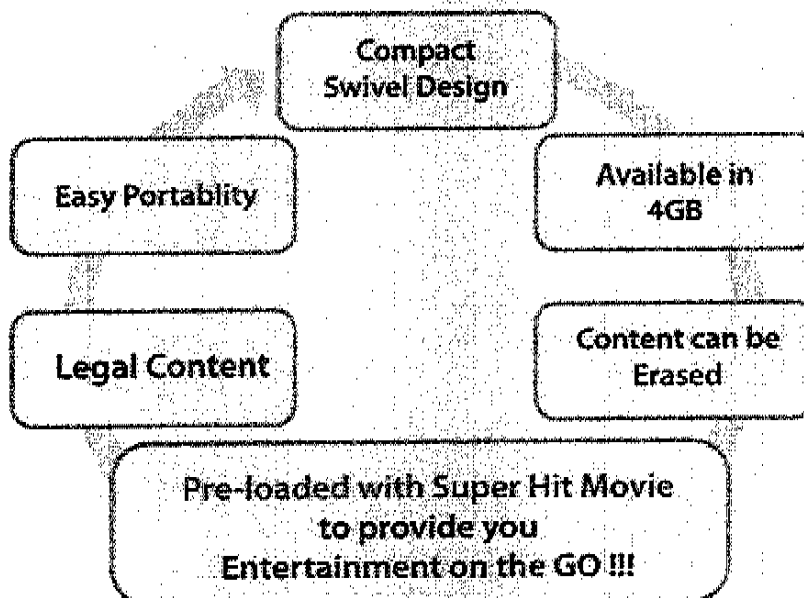 Compact
Swivel Design
Available in
4GB
Content can be
Erased
Pre-loaded with Super Hit Movie
to provide you
Entertainment on the GO !!!
Legal Content
Easy Portablity